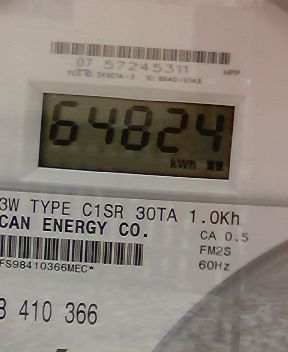 07 57245311
64824
kWh
3W TYPE C1SR 30TA 1.0Kh
CAN ENERGY CO.
CA 0.5
FM2S
FS98410366MEC*
60Hz
410 366